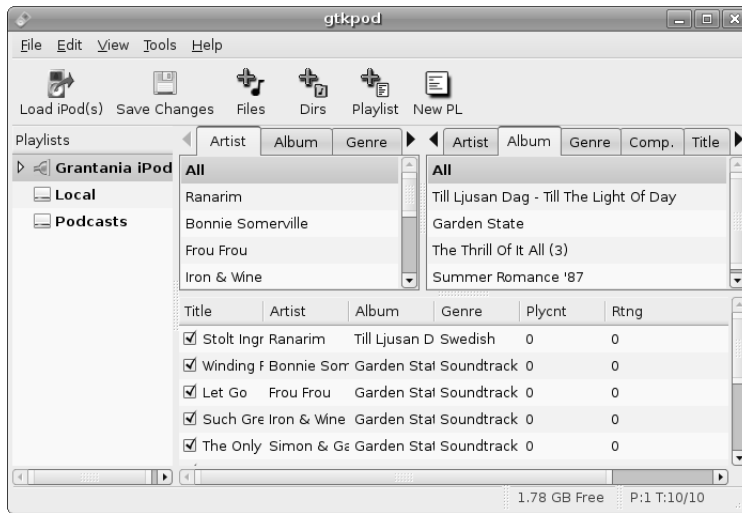 gtkpod
File Edit View Tools Help
Load iPod(s) Save Changes Files Dirs Playlist New PL
Playlists
Grantania iPod
Local
Podcasts
Artist Album Genre
All
Ranarim
Bonnie Somerville
Frou Frou
Iron & Wine
Artist Album Genre Comp. Title
All
Till Ljusan Dag - Till The Light Of Day
Garden State
The Thrill Of It All (3)
Summer Romance '87
Title Artist Album Genre Plycnt Rtng
Stolt Ingr Ranarim Till Ljusan D Swedish 0 0
Winding Bonnie Som Garden Stat Soundtrack 0 0
Let Go Frou Frou Garden Stat Soundtrack 0 0
Such Gre Iron & Wine Garden Stat Soundtrack 0 0
The Only Simon & Ga Garden Stat Soundtrack 0 0
1.78 GB Free P:1 T:10/10